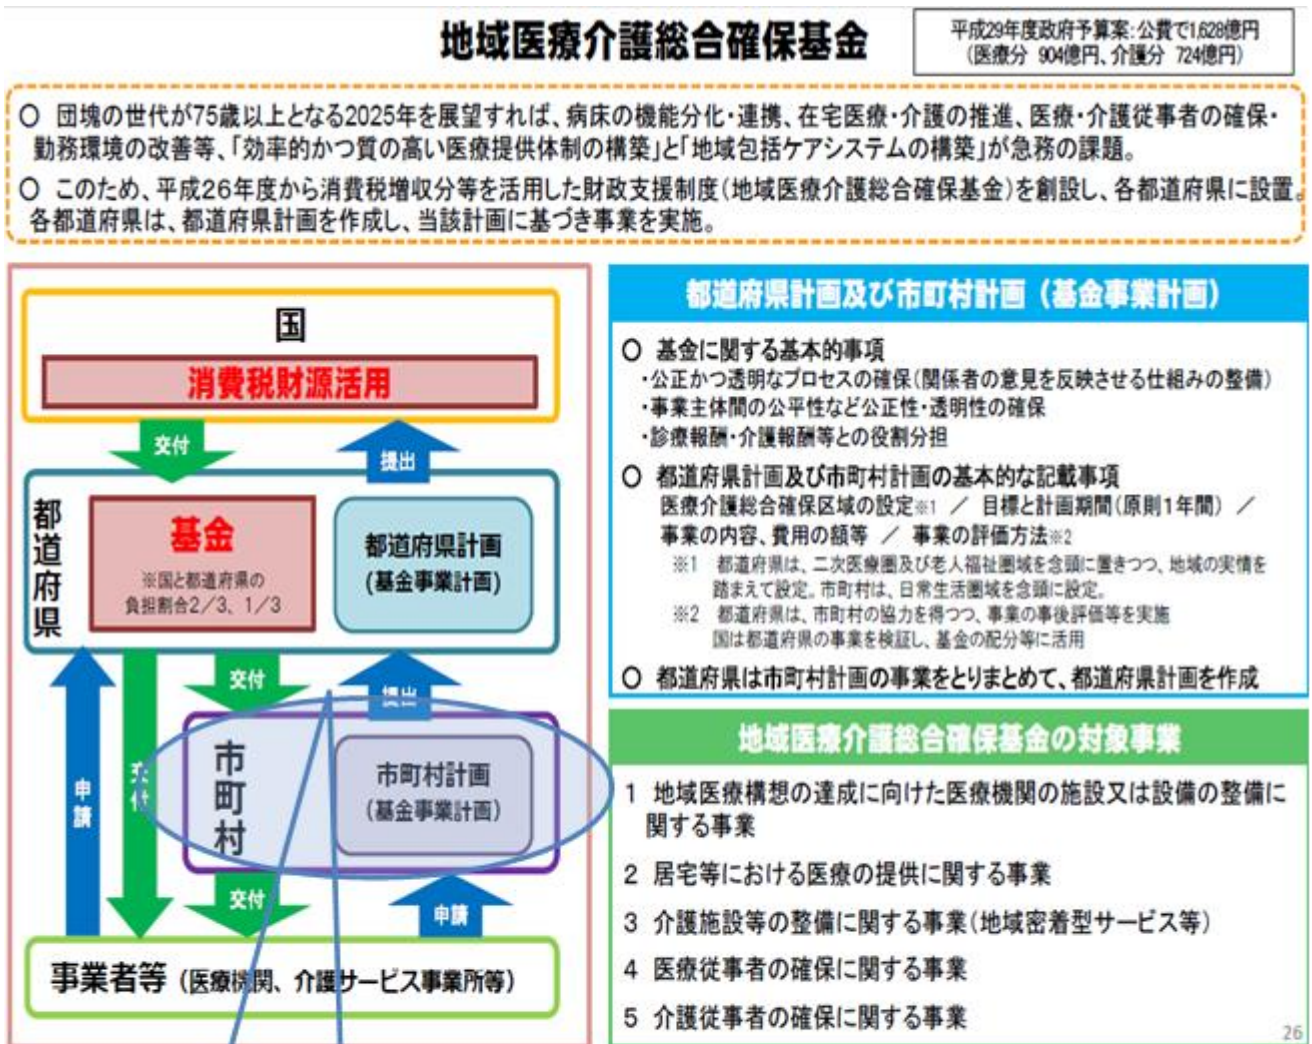 地域医療介護総合確保基金
平成29年度政府予算案:公費で1,628億円
(医療分 904億円、介護分 724億円)
○ 団塊の世代が75歳以上となる2025年を展望すれば、病床の機能分化・連携、在宅医療・介護の推進、医療・介護従事者の確保・
勤務環境の改善等、「効率的かつ質の高い医療提供体制の構築」と「地域包括ケアシステムの構築」が急務の課題。
○ このため、平成26年度から消費税増収分等を活用した財政支援制度(地域医療介護総合確保基金)を創設し、各都道府県に設置。
各都道府県は、都道府県計画を作成し、当該計画に基づき事業を実施。
国
消費税財源活用
交付
提出
都道府県
基金
※国と都道府県の
負担割合2/3、1/3
都道府県計画
(基金事業計画)
交付
提出
申請
交付
市町村
市町村計画
(基金事業計画)
交付
申請
事業者等(医療機関、介護サービス事業所等)
都道府県計画及び市町村計画(基金事業計画)
○ 基金に関する基本的事項
・公正かつ透明なプロセスの確保(関係者の意見を反映させる仕組みの整備)
・事業主体間の公平性など公正性・透明性の確保
・診療報酬・介護報酬等との役割分担
○ 都道府県計画及び市町村計画の基本的な記載事項
医療介護総合確保区域の設定※1 / 目標と計画期間(原則1年間) /
事業の内容、費用の額等 / 事業の評価方法※2
※1 都道府県は、二次医療圏及び老人福祉圏域を念頭に置きつつ、地域の実情を
踏まえて設定。市町村は、日常生活圏域を念頭に設定。
※2 都道府県は、市町村の協力を得つつ、事業の事後評価等を実施
国は都道府県の事業を検証し、基金の配分等に活用
○ 都道府県は市町村計画の事業をとりまとめて、都道府県計画を作成
地域医療介護総合確保基金の対象事業
1 地域医療構想の達成に向けた医療機関の施設又は設備の整備に
関する事業
2 居宅等における医療の提供に関する事業
3 介護施設等の整備に関する事業(地域密着型サービス等)
4 医療従事者の確保に関する事業
5 介護従事者の確保に関する事業
26